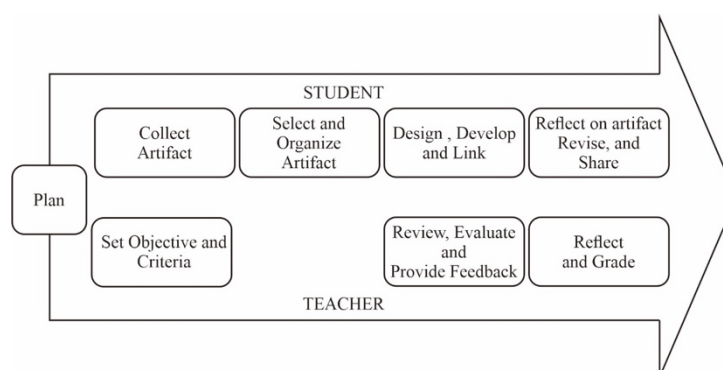 STUDENT
Collect
Artifact
Select and
Organize
Artifact
Design , Develop
and Link
Reflect on artifact
Revise, and
Share
Plan
Set Objective and
Criteria
Review, Evaluate
and
Provide Feedback
Reflect
and Grade
TEACHER